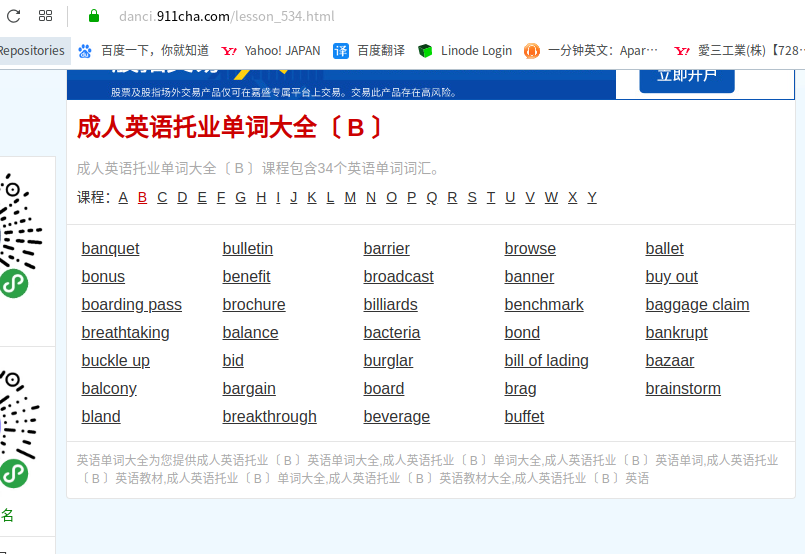 danci.911cha.com/lesson_534.html
Repositories 百度一下，你就知道 Yahoo! JAPAN 百度翻译 Linode Login 一分钟英文：Apar… 愛三工業(株)【728…
立即开户
股票及股指场外交易产品仅可在嘉盛专属平台上交易。交易此产品存在高风险。
成人英语托业单词大全〔 B 〕
成人英语托业单词大全〔 B 〕课程包含34个英语单词词汇。
课程： A B C D E F G H I J K L M N O P Q R S T U V W X Y
banquet bulletin barrier browse ballet
bonus benefit broadcast banner buy out
boarding pass brochure billiards benchmark baggage claim
breathtaking balance bacteria bond bankrupt
buckle up bid burglar bill of lading bazaar
balcony bargain board brag brainstorm
bland breakthrough beverage buffet
英语单词大全为您提供成人英语托业〔 B 〕英语单词大全,成人英语托业〔 B 〕单词大全,成人英语托业〔 B 〕英语单词,成人英语托业
〔 B 〕英语教材,成人英语托业〔 B 〕单词大全,成人英语托业〔 B 〕英语教材大全,成人英语托业〔 B 〕英语
名